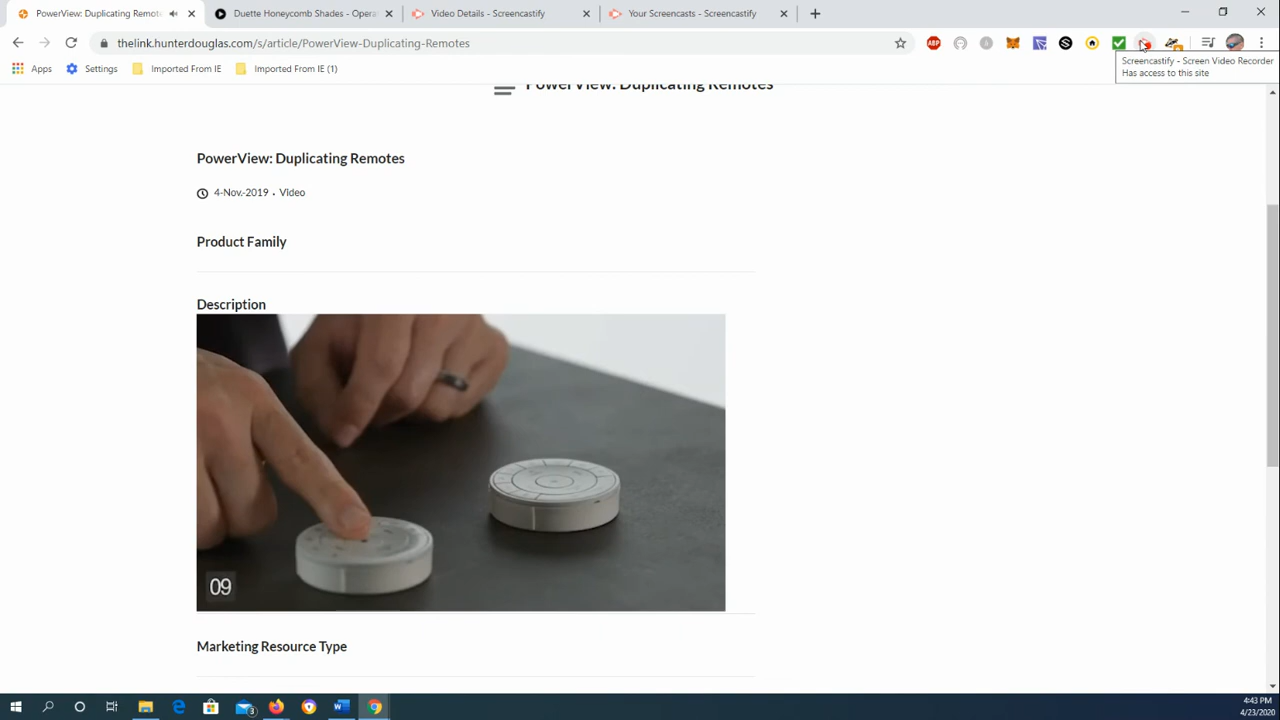 PowerView: Duplicating Remote
Duette Honeycomb Shades - Opera
Video Details - Screencastify
Your Screencasts - Screencastify
thelink.hunterdouglas.com/s/article/PowerView-Duplicating-Remotes
ABP
Screencastify - Screen Video Recorder
Has access to this site
Apps
Settings
Imported From IE
Imported From IE (1)
PowerView: Duplicating Remotes
PowerView: Duplicating Remotes
4-Nov.-2019 · Video
Product Family
Description
09
Marketing Resource Type
4:43 PM
4/23/2020